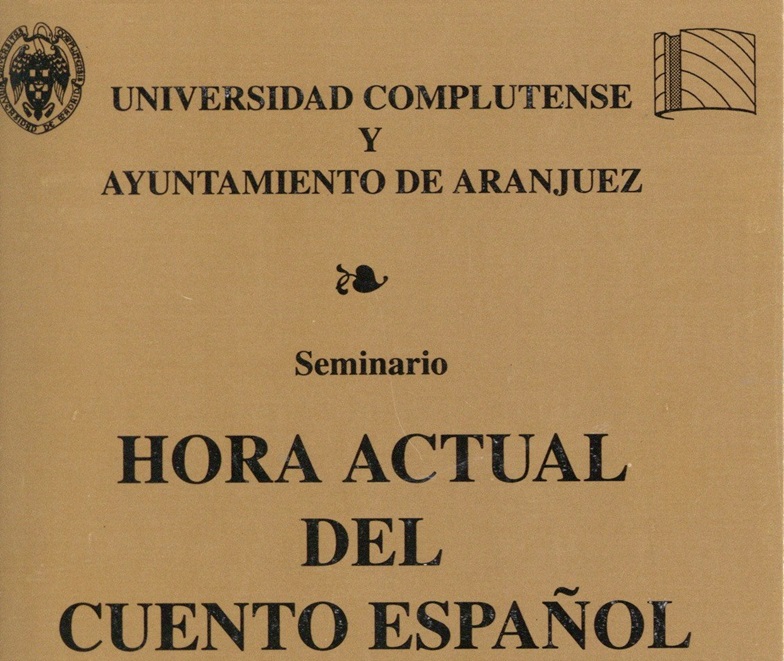 UNIVERSIDAD COMPLUTENSE
Y
AYUNTAMIENTO DE ARANJUEZ
Seminario
HORA ACTUAL
DEL
CUENTO ESPAÑOL